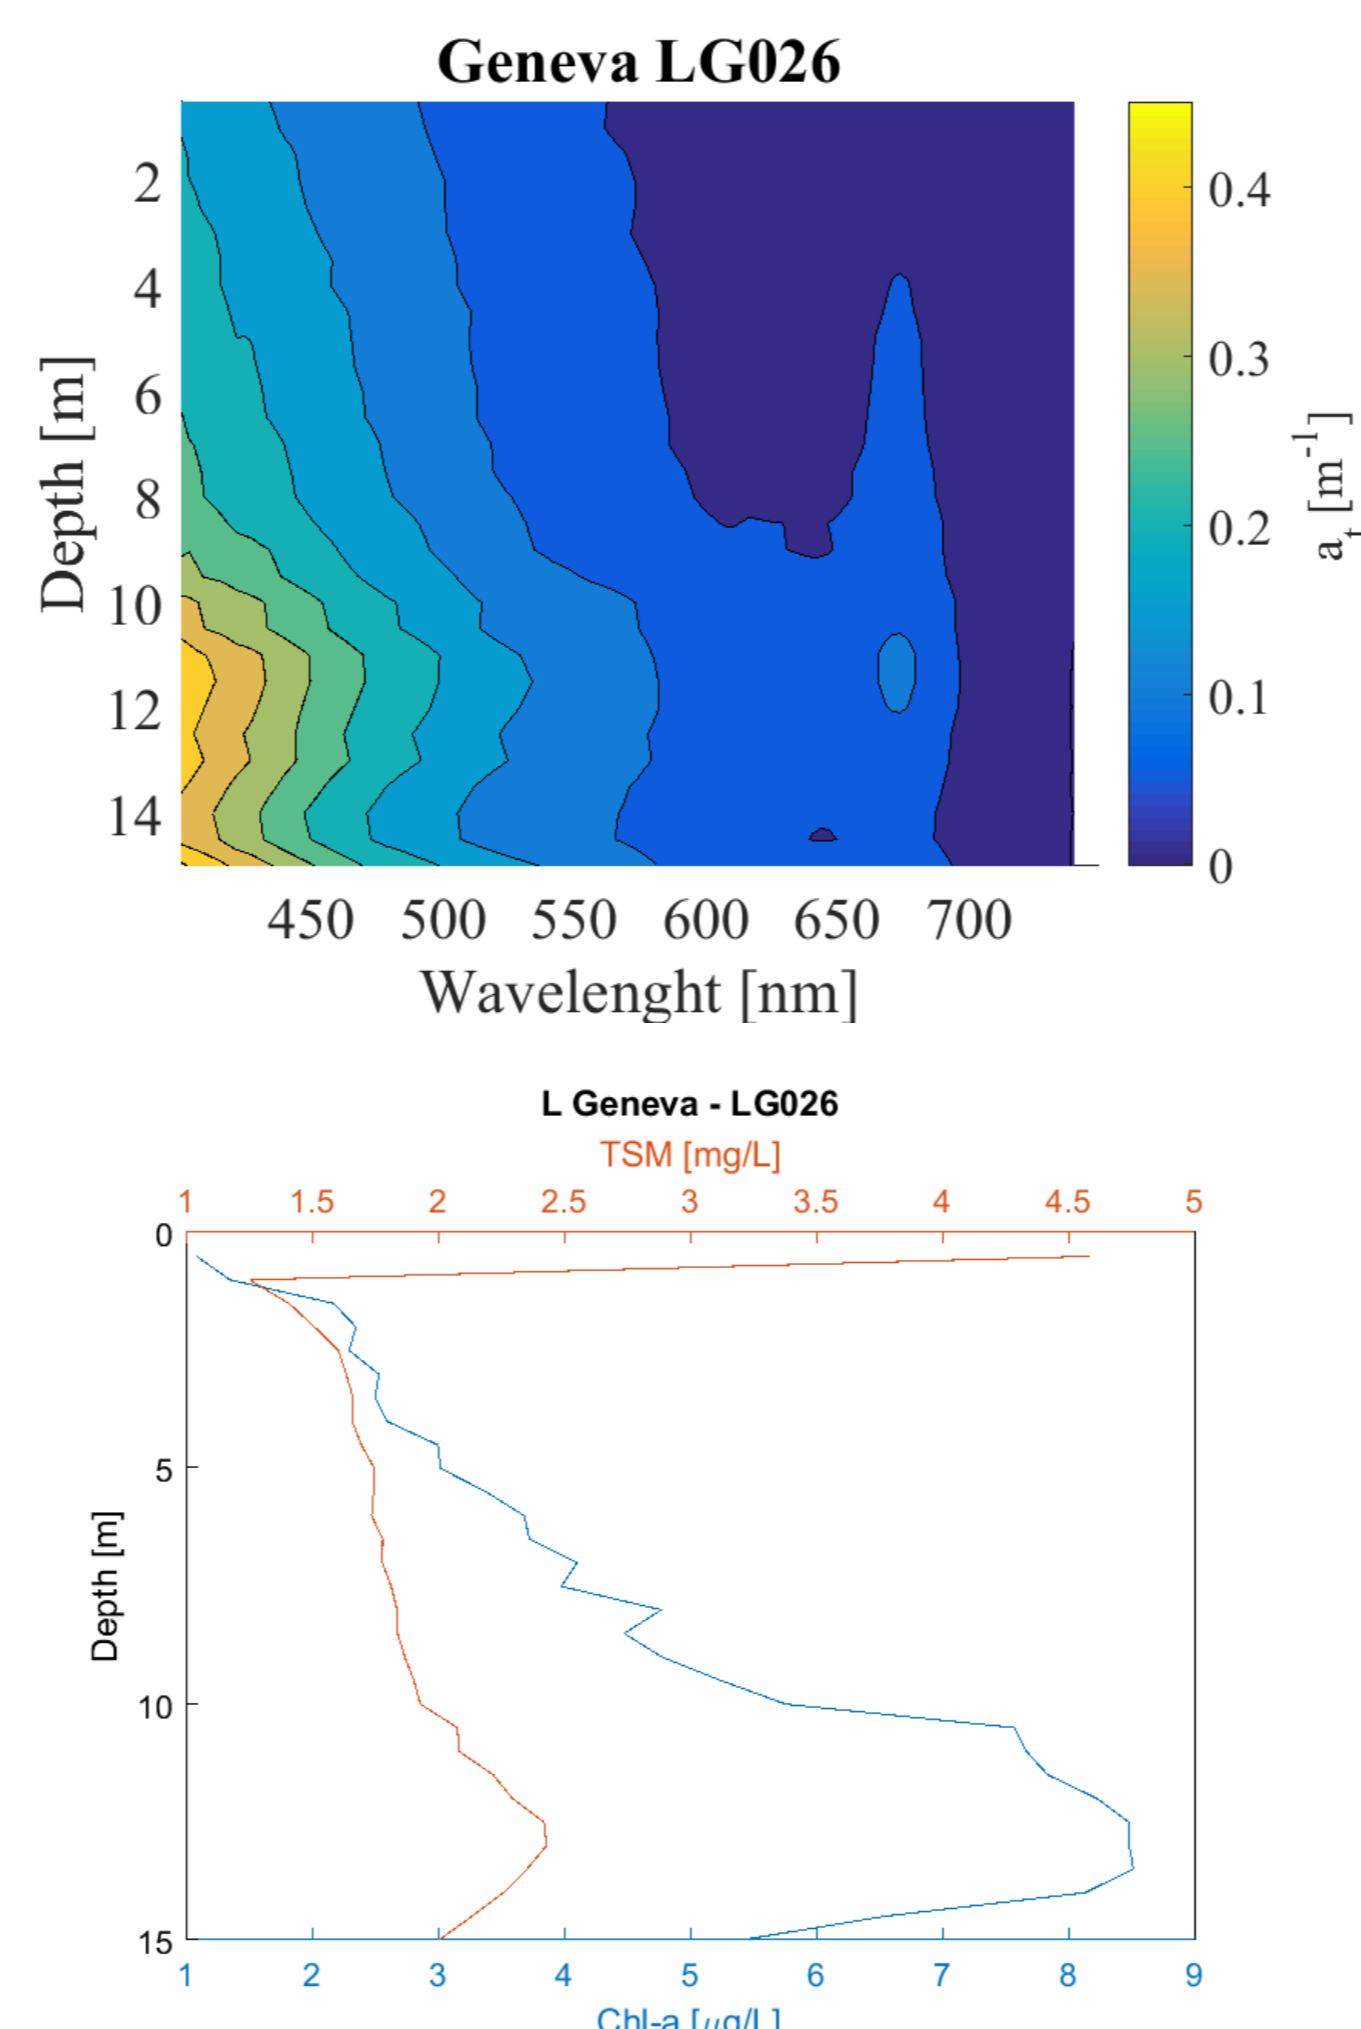 Geneva LG026
2
4
6
8
10
12
14
Depth [m]
450 500 550 600 650 700
Wavelenght [nm]
0.4
0.3
0.2
0.1
0
a_t [m^-1]
L Geneva - LG026
TSM [mg/L]
1 1.5 2 2.5 3 3.5 4 4.5 5
0
5
10
15
Depth [m]
1 2 3 4 5 6 7 8 9
Chl-a [μg/L]